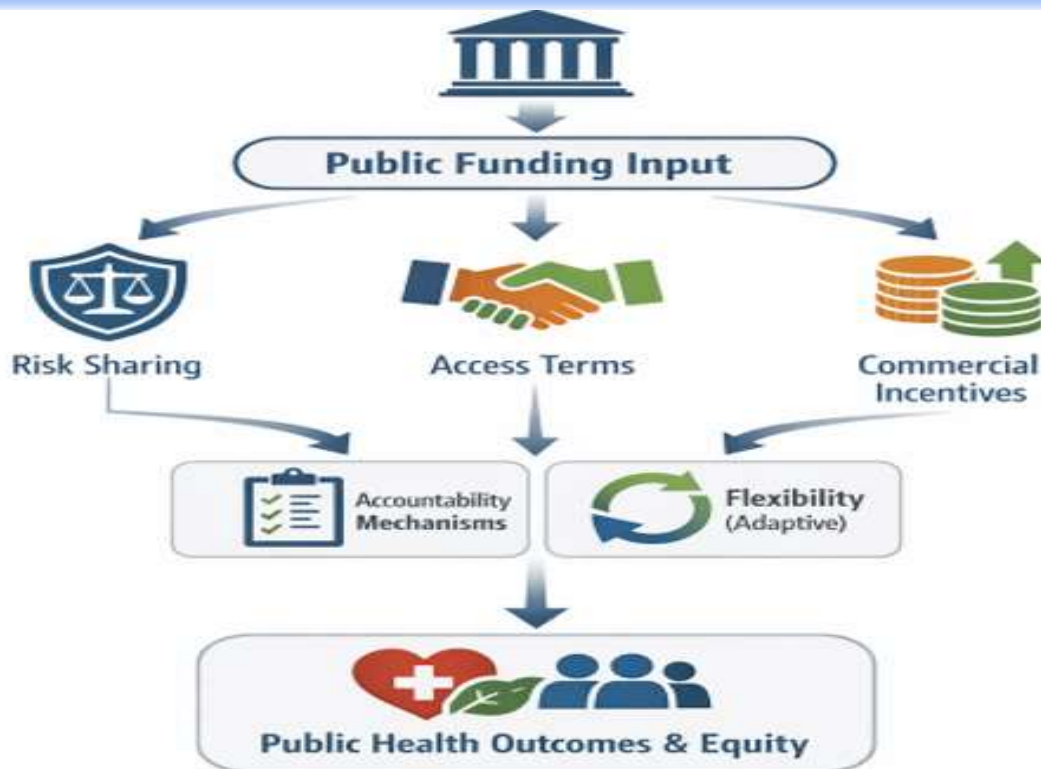 Public Funding Input
Risk Sharing
Access Terms
Commercial
Incentives
Accountability
Mechanisms
Flexibility
(Adaptive)
Public Health Outcomes & Equity